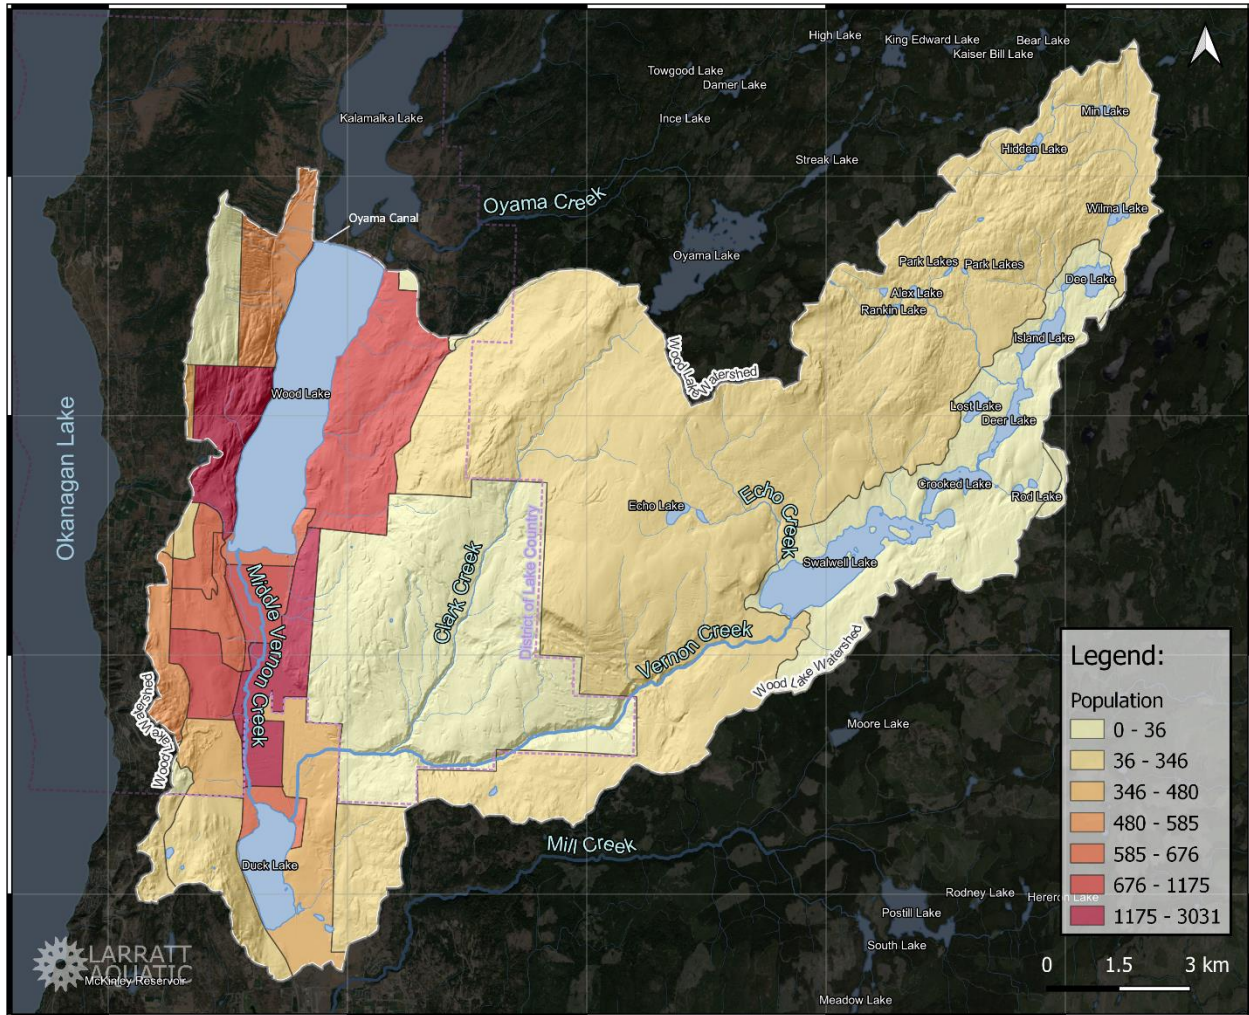 High Lake
King Edward Lake
Bear Lake
Kaiser Bill Lake
Towgood Lake
Damer Lake
Kalamalka Lake
Ince Lake
Min Lake
Hidden Lake
Streak Lake
Oyama Creek
Wilma Lake
Oyama Canal
Oyama Lake
Park Lakes
Park Lakes
Dee Lake
Alex Lake
Rankin Lake
Island Lake
Wood Lake Watershed
Wood Lake
Lost Lake
Deer Lake
Okanagan Lake
Crooked Lake
Rod Lake
Echo Lake
Echo Creek
Swalwell Lake
District of Lake Country
Clark Creek
Middle Vernon Creek
Vernon Creek
Wood Lake Watershed
Wood Lake Watershed
Moore Lake
Mill Creek
Duck Lake
Rodney Lake
Postill Lake
South Lake
Meadow Lake
Legend:
Population
0 - 36
36 - 346
346 - 480
480 - 585
585 - 676
676 - 1175
1175 - 3031
0 1.5 3 km
LARRATT
AQUATIC
McKinley Reservoir